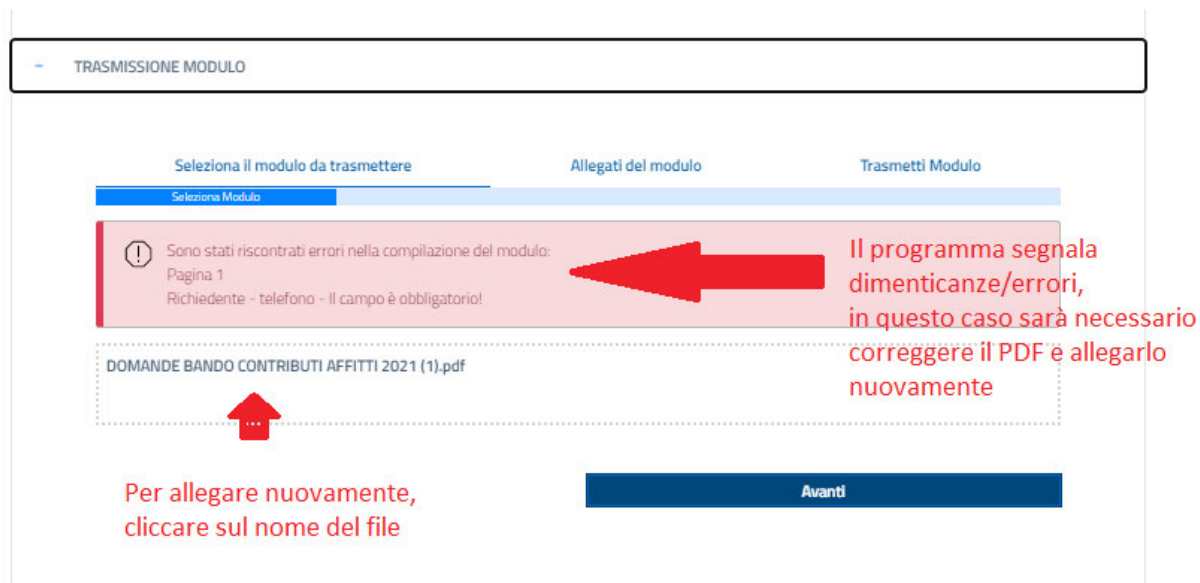 - TRASMISSIONE MODULO
Seleziona il modulo da trasmettere
Allegati del modulo
Trasmetti Modulo
Seleziona Modulo
Sono stati riscontrati errori nella compilazione del modulo:
Pagina 1
Richiedente - telefono - Il campo è obbligatorio!
Il programma segnala
dimenticanze/errori,
in questo caso sarà necessario
correggere il PDF e allegarlo
nuovamente
DOMANDE BANDO CONTRIBUTI AFFITTI 2021 (1).pdf
...
Per allegare nuovamente,
cliccare sul nome del file
Avanti